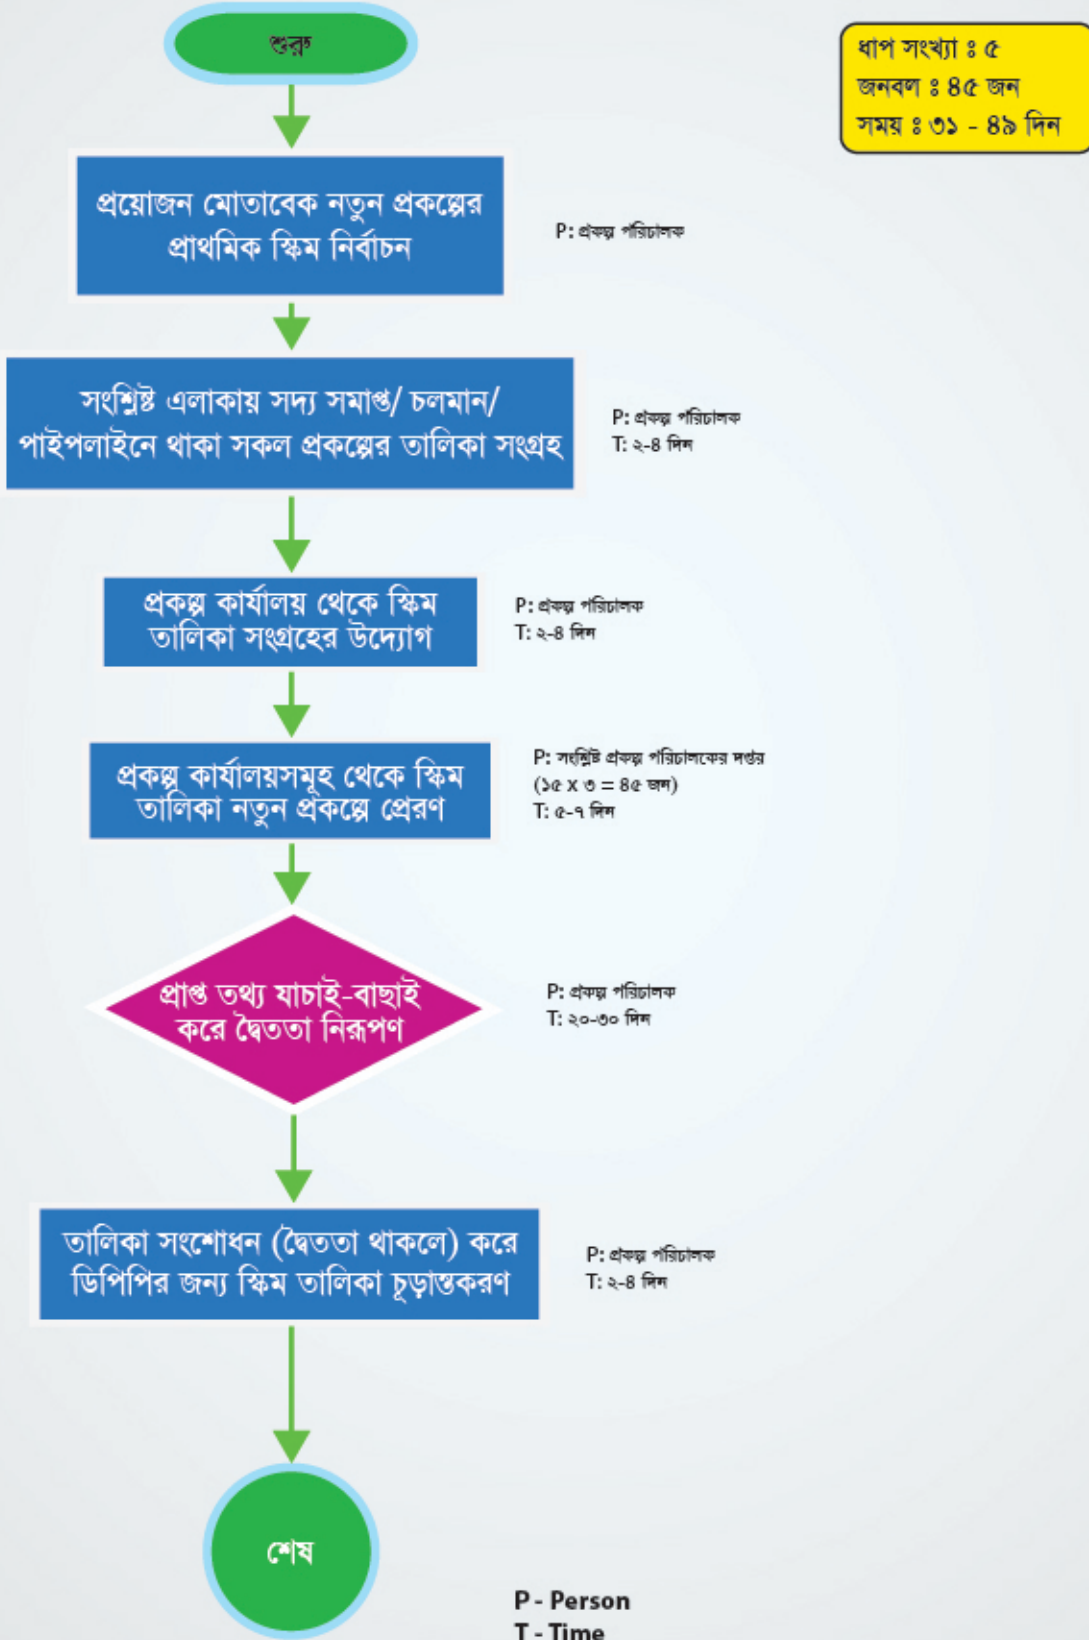 শুরু
ধাপ সংখ্যা ঃ ৫
জনবল ঃ ৪৫ জন
সময় ঃ ৩১ - ৪৯ দিন
প্রয়োজন মোতাবেক নতুন প্রকল্পের
প্রাথমিক স্কিম নির্বাচন
P: প্রকল্প পরিচালক
সংশ্লিষ্ট এলাকায় সদ্য সমাপ্ত/ চলমান/
পাইপলাইনে থাকা সকল প্রকল্পের তালিকা সংগ্রহ
P: প্রকল্প পরিচালক
T: ২-৪ দিন
প্রকল্প কার্যালয় থেকে স্কিম
তালিকা সংগ্রহের উদ্যোগ
P: প্রকল্প পরিচালক
T: ২-৪ দিন
প্রকল্প কার্যালয়সমূহ থেকে স্কিম
তালিকা নতুন প্রকল্পে প্রেরণ
P: সংশ্লিষ্ট প্রকল্প পরিচালকের দপ্তর
(১৫ x ৩ = ৪৫ জন)
T: ৫-৭ দিন
প্রাপ্ত তথ্য যাচাই-বাছাই
করে দ্বৈততা নিরূপণ
P: প্রকল্প পরিচালক
T: ২০-৩০ দিন
তালিকা সংশোধন (দ্বৈততা থাকলে) করে
ডিপিপির জন্য স্কিম তালিকা চূড়ান্তকরণ
P: প্রকল্প পরিচালক
T: ২-৪ দিন
শেষ
P - Person
T - Time